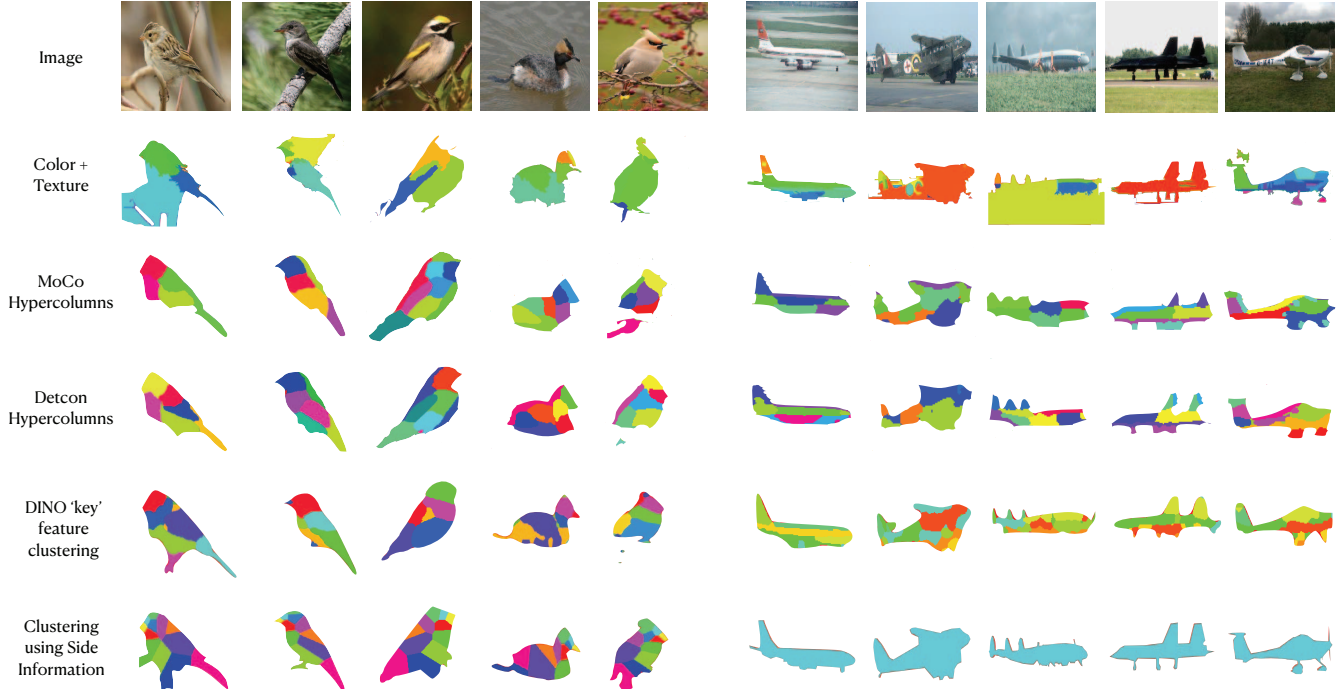 Image
Color +
Texture
MoCo
Hypercolumns
Detcon
Hypercolumns
DINO ‘key’
feature
clustering
Clustering
using Side
Information